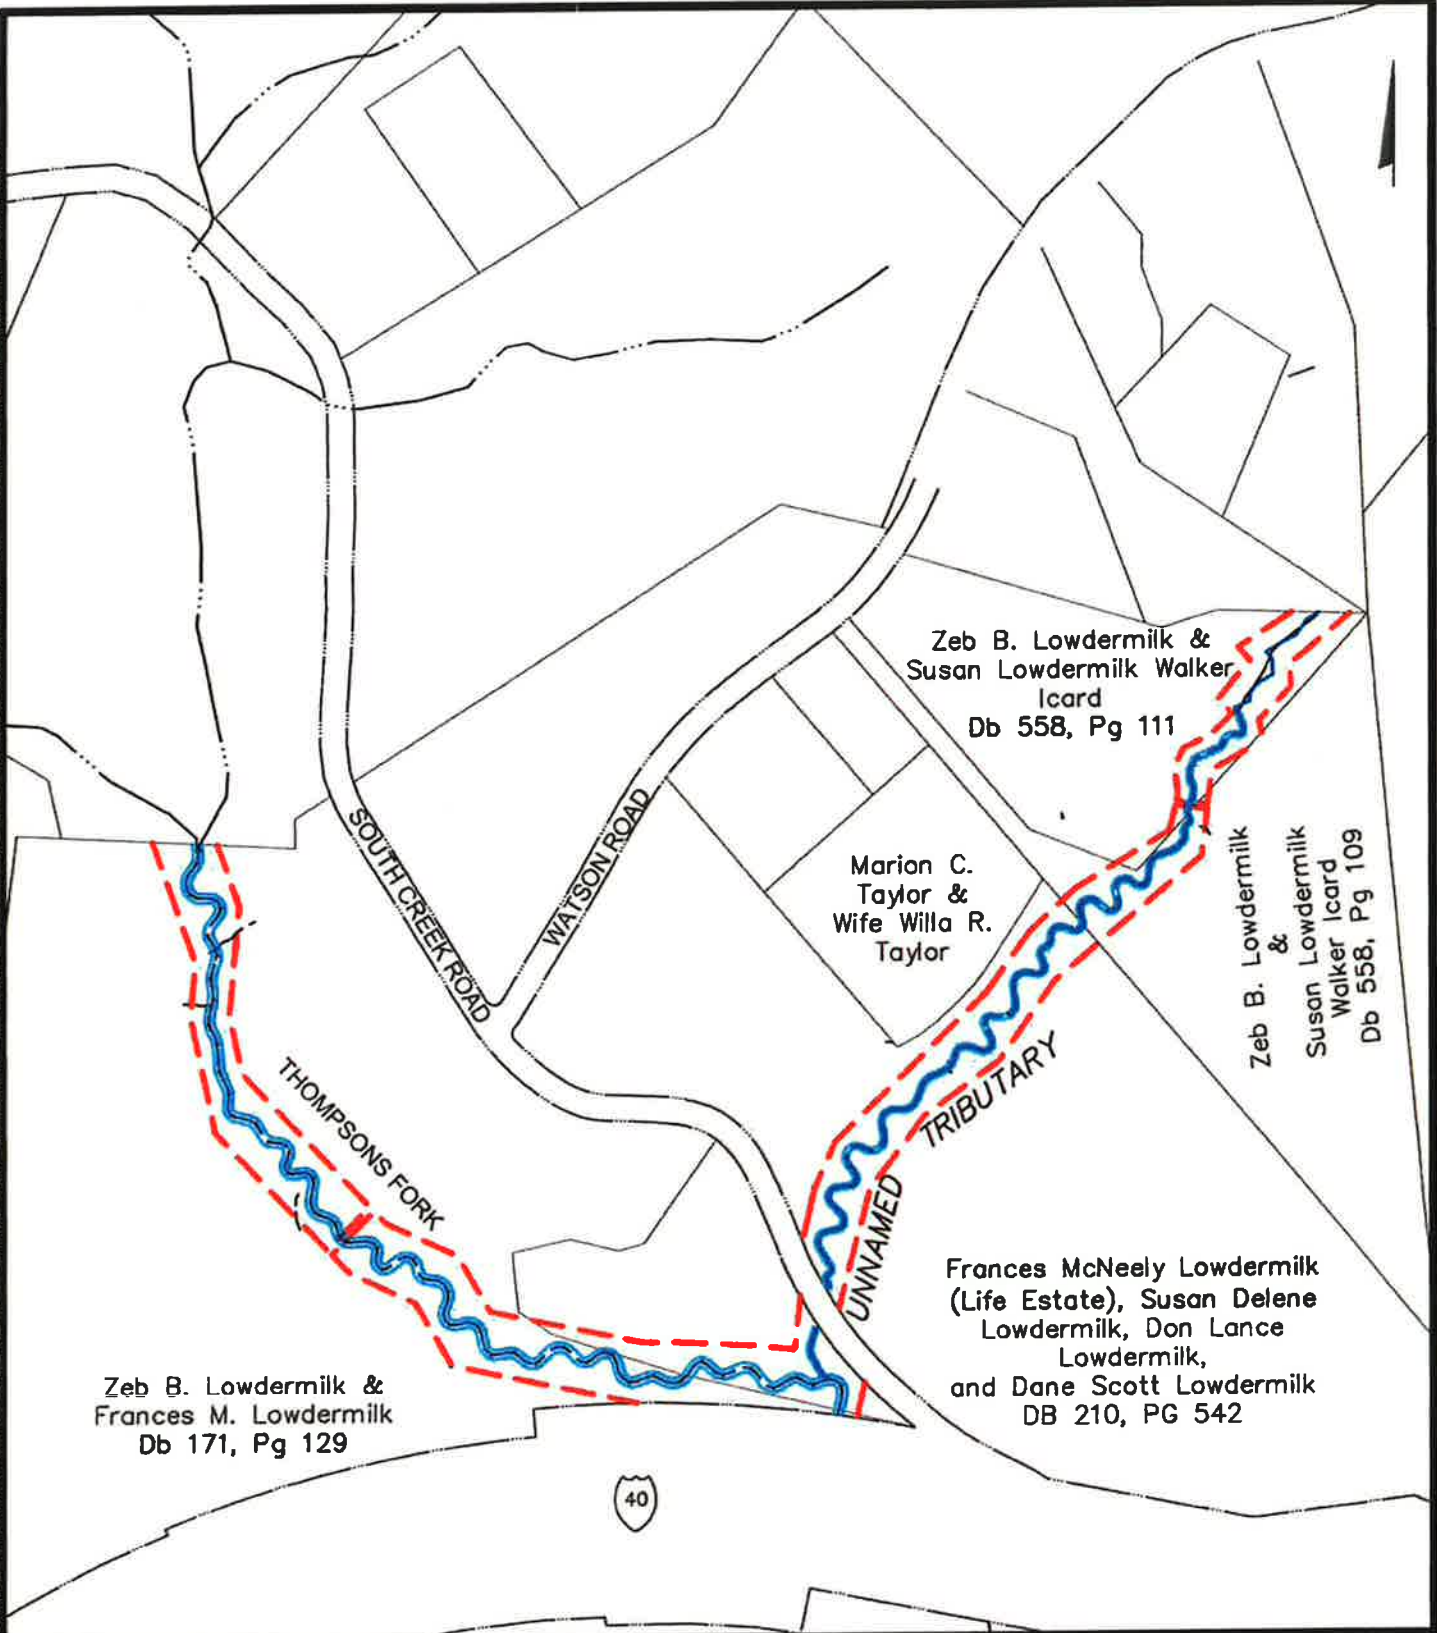 Zeb B. Lowdermilk &
Susan Lowdermilk Walker
Icard
Db 558, Pg 111
SOUTH CREEK ROAD
WATSON ROAD
Marion C.
Taylor &
Wife Willa R.
Taylor
Zeb B. Lowdermilk
&
Susan Lowdermilk
Walker Icard
Db 558, Pg 109
THOMPSONS FORK
UNNAMED TRIBUTARY
Frances McNeely Lowdermilk
(Life Estate), Susan Delene
Lowdermilk, Don Lance
Lowdermilk,
and Dane Scott Lowdermilk
DB 210, PG 542
Zeb B. Lowdermilk &
Frances M. Lowdermilk
Db 171, Pg 129
40